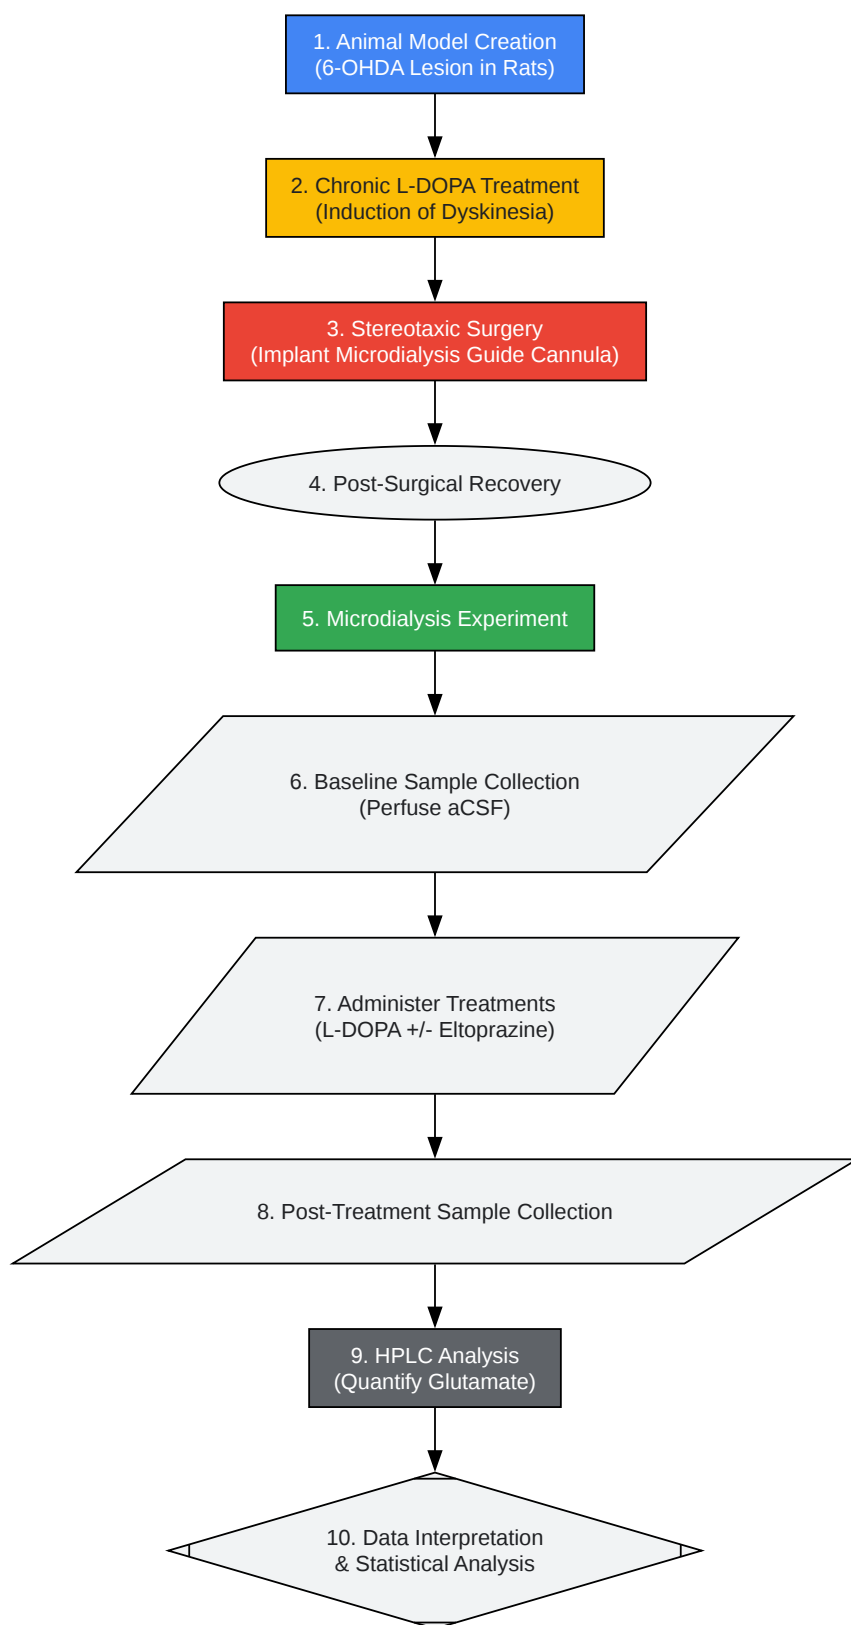 1. Animal Model Creation
(6-OHDA Lesion in Rats)
2. Chronic L-DOPA Treatment
(Induction of Dyskinesia)
3. Stereotaxic Surgery
(Implant Microdialysis Guide Cannula)
4. Post-Surgical Recovery
5. Microdialysis Experiment
6. Baseline Sample Collection
(Perfuse aCSF)
7. Administer Treatments
(L-DOPA +/- Eltoprazine)
8. Post-Treatment Sample Collection
9. HPLC Analysis
(Quantify Glutamate)
10. Data Interpretation
& Statistical Analysis